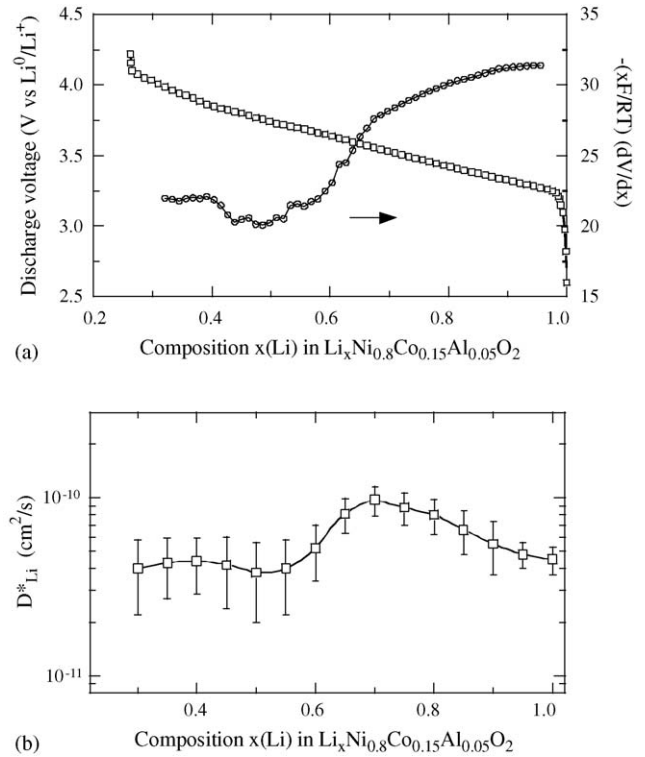 4.5
4.0
3.5
3.0
2.5
Discharge voltage (V vs Li⁰/Li⁺)
35
30
25
20
15
-(xF/RT) (dV/dx)
0.2 0.4 0.6 0.8 1.0
(a) Composition x(Li) in LiₓNi₀.₈Co₀.₁₅Al₀.₀₅O₂
10⁻¹⁰
10⁻¹¹
D*Li (cm²/s)
0.4 0.6 0.8 1.0
(b) Composition x(Li) in LiₓNi₀.₈Co₀.₁₅Al₀.₀₅O₂